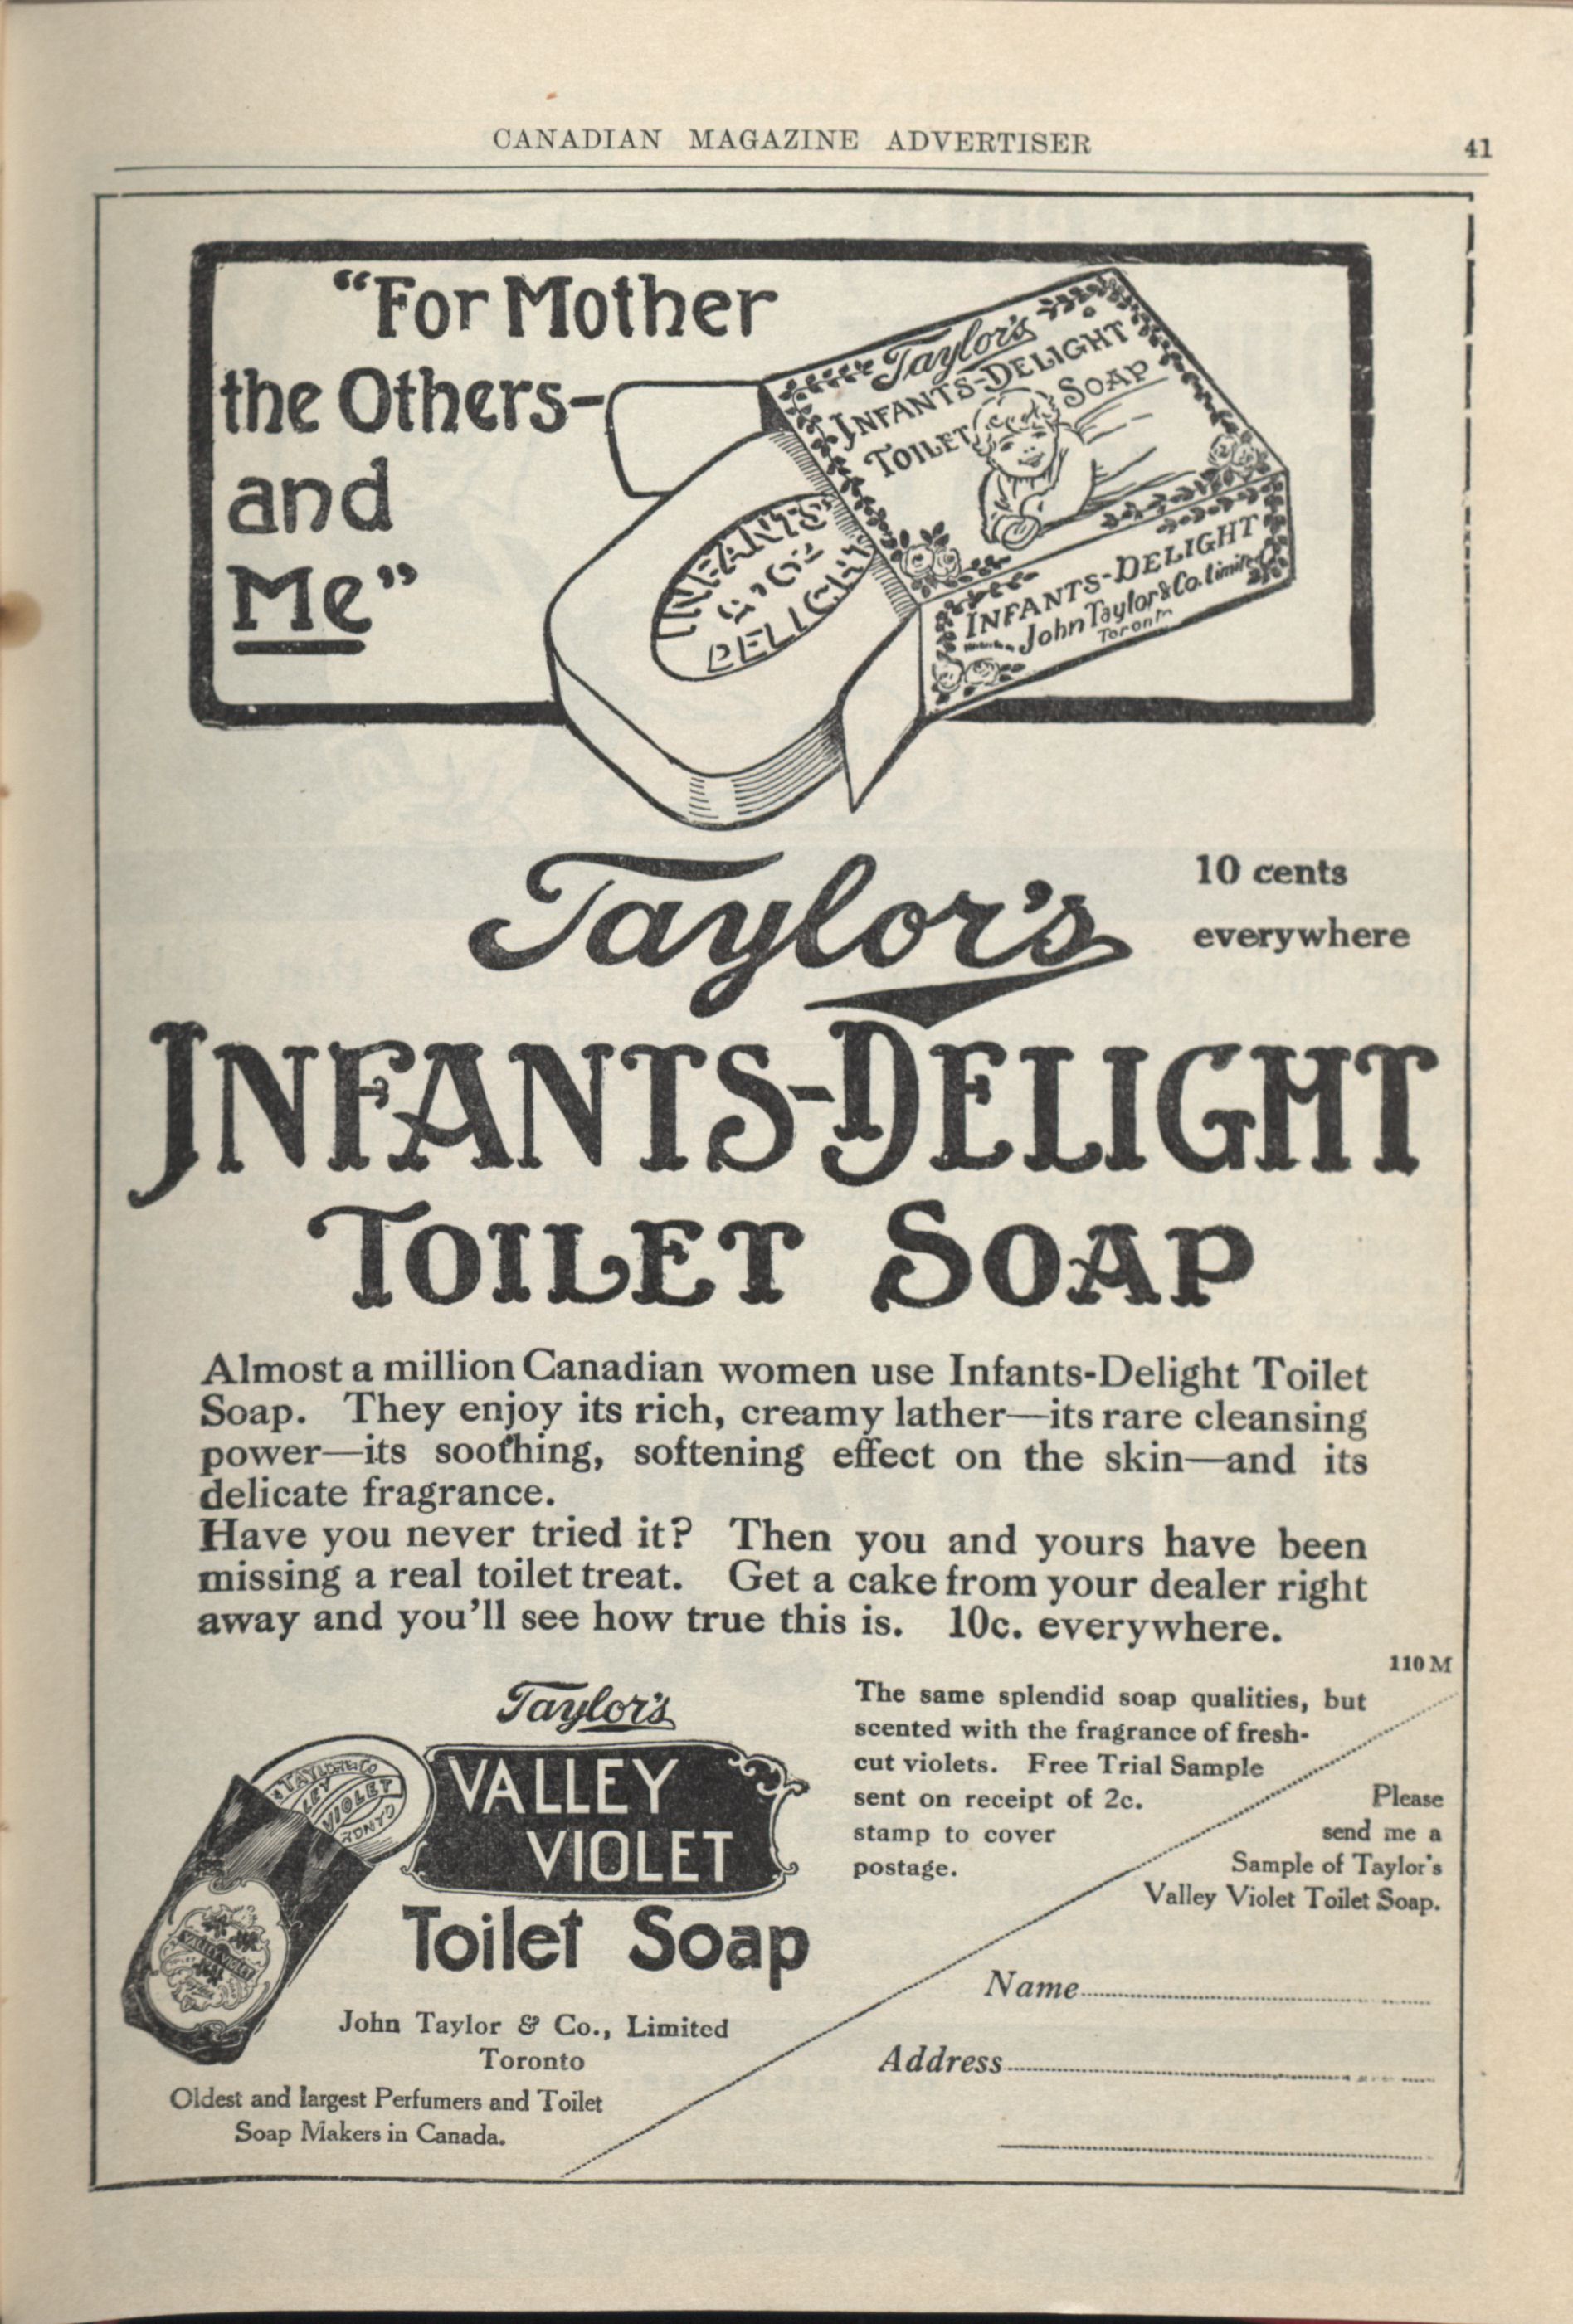 CANADIAN MAGAZINE ADVERTISER
41
"For Mother
the Others-
and
Me"
Taylor's
INFANTS-DELIGHT
TOILET SOAP
INFANTS-DELIGHT
John Taylor & Co. Limited
Toronto
INFANTS
DELIGHT
Taylor's
10 cents
everywhere
INFANTS-DELIGHT
TOILET SOAP
Almost a million Canadian women use Infants-Delight Toilet
Soap. They enjoy its rich, creamy lather—its rare cleansing
power—its soothing, softening effect on the skin—and its
delicate fragrance.
Have you never tried it? Then you and yours have been
missing a real toilet treat. Get a cake from your dealer right
away and you'll see how true this is. 10c. everywhere.
110 M
Taylor's
VALLEY
VIOLET
Toilet Soap
VIOLET
VALLEY VIOLET
John Taylor & Co., Limited
Toronto
Oldest and largest Perfumers and Toilet
Soap Makers in Canada.
The same splendid soap qualities, but
scented with the fragrance of fresh-
cut violets. Free Trial Sample
sent on receipt of 2c.
stamp to cover
postage.
Please
send me a
Sample of Taylor's
Valley Violet Toilet Soap.
Name
Address